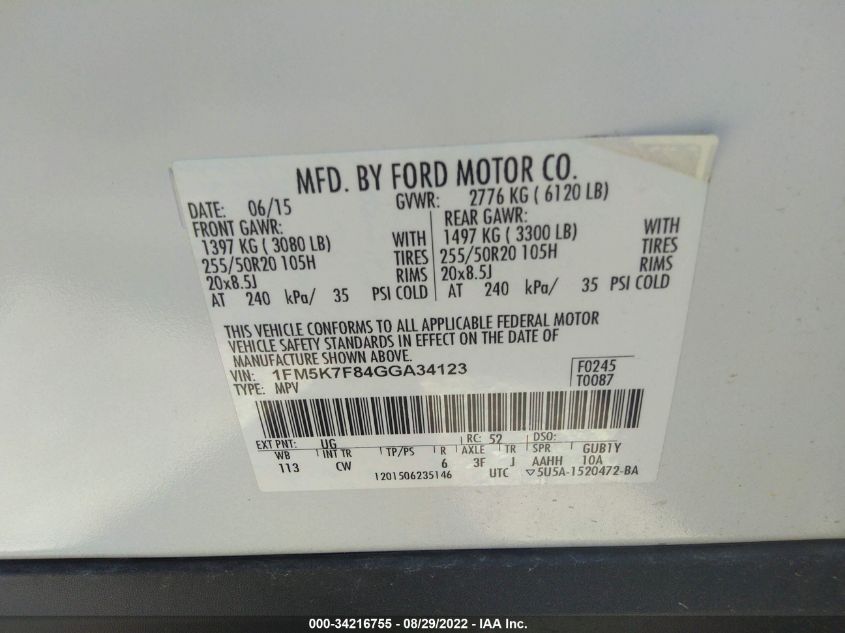 MFD. BY FORD MOTOR CO.
DATE: 06/15 GVWR: 2776 KG ( 6120 LB)
FRONT GAWR: REAR GAWR:
1397 KG ( 3080 LB) WITH 1497 KG ( 3300 LB) WITH
255/50R20 105H TIRES 255/50R20 105H TIRES
20x8.5J RIMS 20x8.5J RIMS
AT 240 kPa/ 35 PSI COLD AT 240 kPa/ 35 PSI COLD
THIS VEHICLE CONFORMS TO ALL APPLICABLE FEDERAL MOTOR
VEHICLE SAFETY STANDARDS IN EFFECT ON THE DATE OF
MANUFACTURE SHOWN ABOVE.
VIN: 1FM5K7F84GGA34123 F0245
TYPE: MPV T0087
EXT PNT: UG RC: 52 DSO:
WB INT TR TP/PS R AXLE TR SPR GUB1Y
113 CW 6 3F J AAHH 10A
1201506235146 UTC ▽5U5A-1520472-BA
000-34216755 - 08/29/2022 - IAA Inc.